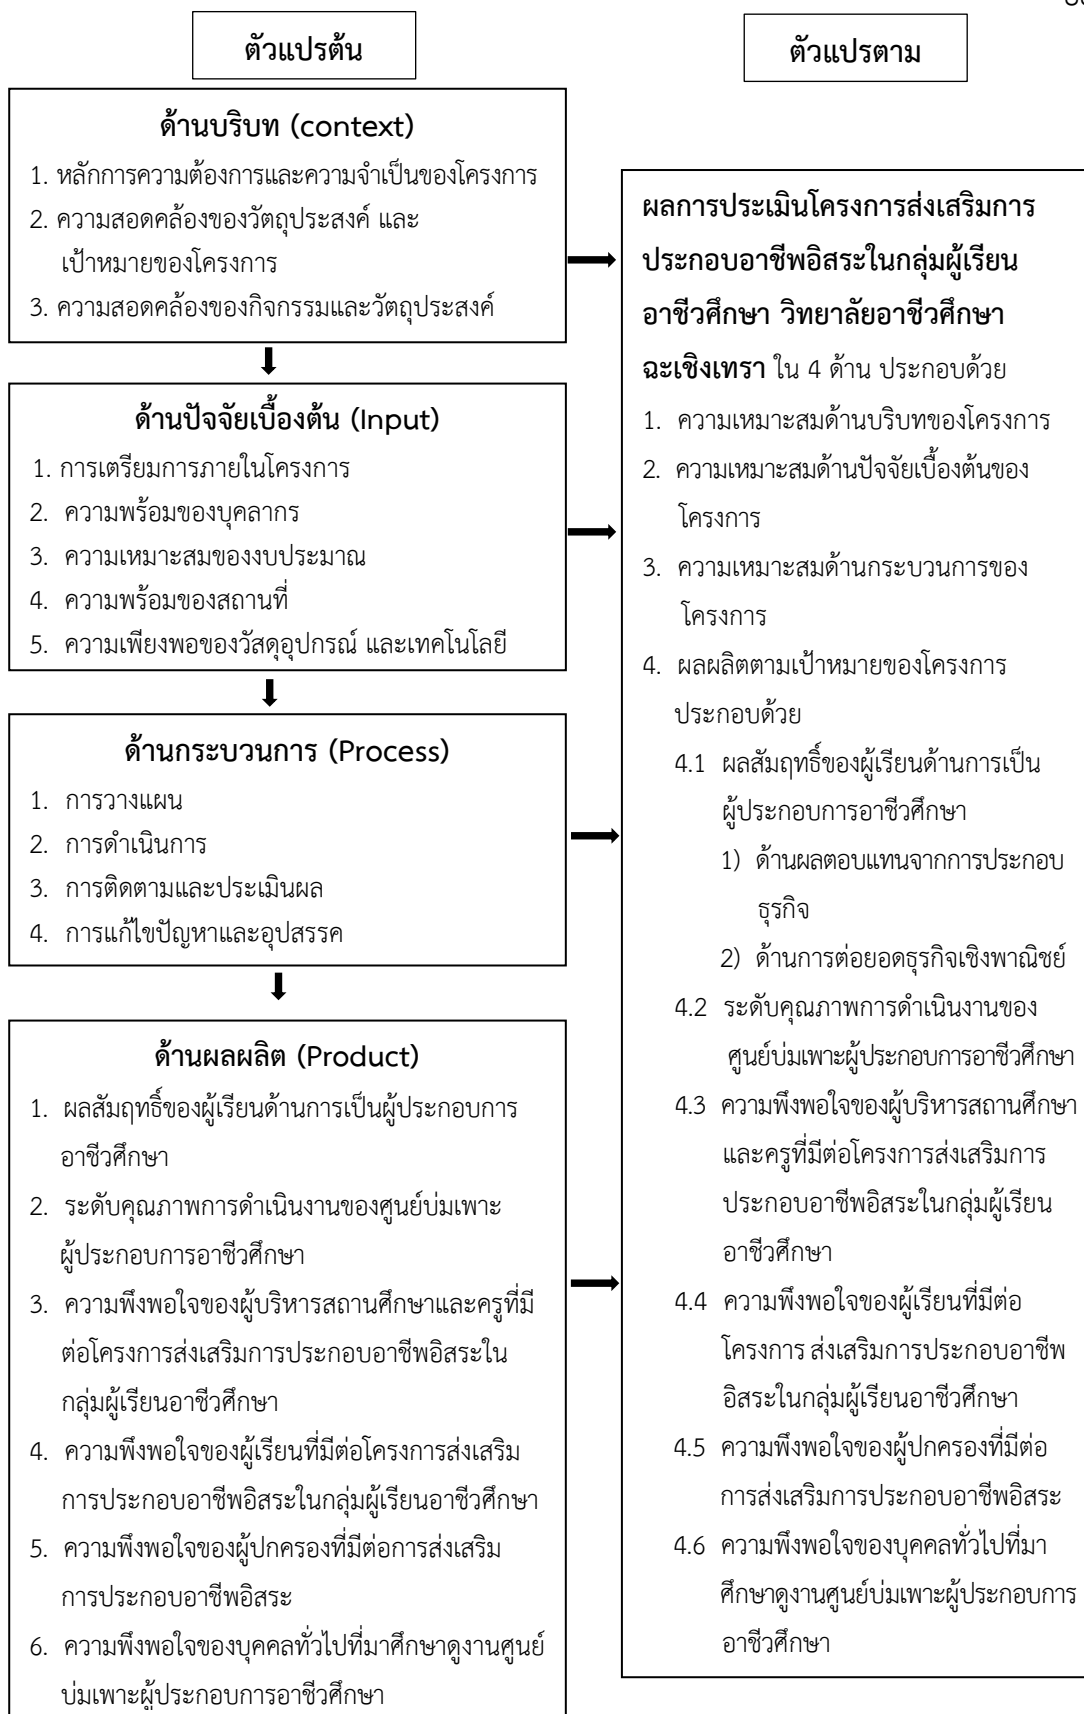 ตัวแปรต้น
ด้านบริบท (context)
1. หลักการความต้องการและความจำเป็นของโครงการ
2. ความสอดคล้องของวัตถุประสงค์ และ
เป้าหมายของโครงการ
3. ความสอดคล้องของกิจกรรมและวัตถุประสงค์
ด้านปัจจัยเบื้องต้น (Input)
1. การเตรียมการภายในโครงการ
2. ความพร้อมของบุคลากร
3. ความเหมาะสมของงบประมาณ
4. ความพร้อมของสถานที่
5. ความเพียงพอของวัสดุอุปกรณ์ และเทคโนโลยี
ด้านกระบวนการ (Process)
1. การวางแผน
2. การดำเนินการ
3. การติดตามและประเมินผล
4. การแก้ไขปัญหาและอุปสรรค
ด้านผลผลิต (Product)
1. ผลสัมฤทธิ์ของผู้เรียนด้านการเป็นผู้ประกอบการ
อาชีวศึกษา
2. ระดับคุณภาพการดำเนินงานของศูนย์บ่มเพาะ
ผู้ประกอบการอาชีวศึกษา
3. ความพึงพอใจของผู้บริหารสถานศึกษาและครูที่มี
ต่อโครงการส่งเสริมการประกอบอาชีพอิสระใน
กลุ่มผู้เรียนอาชีวศึกษา
4. ความพึงพอใจของผู้เรียนที่มีต่อโครงการส่งเสริม
การประกอบอาชีพอิสระในกลุ่มผู้เรียนอาชีวศึกษา
5. ความพึงพอใจของผู้ปกครองที่มีต่อการส่งเสริม
การประกอบอาชีพอิสระ
6. ความพึงพอใจของบุคคลทั่วไปที่มาศึกษาดูงานศูนย์
บ่มเพาะผู้ประกอบการอาชีวศึกษา
ตัวแปรตาม
ผลการประเมินโครงการส่งเสริมการ
ประกอบอาชีพอิสระในกลุ่มผู้เรียน
อาชีวศึกษา วิทยาลัยอาชีวศึกษา
ฉะเชิงเทรา ใน 4 ด้าน ประกอบด้วย
1. ความเหมาะสมด้านบริบทของโครงการ
2. ความเหมาะสมด้านปัจจัยเบื้องต้นของ
โครงการ
3. ความเหมาะสมด้านกระบวนการของ
โครงการ
4. ผลผลิตตามเป้าหมายของโครงการ
ประกอบด้วย
4.1 ผลสัมฤทธิ์ของผู้เรียนด้านการเป็น
ผู้ประกอบการอาชีวศึกษา
1) ด้านผลตอบแทนจากการประกอบ
ธุรกิจ
2) ด้านการต่อยอดธุรกิจเชิงพาณิชย์
4.2 ระดับคุณภาพการดำเนินงานของ
ศูนย์บ่มเพาะผู้ประกอบการอาชีวศึกษา
4.3 ความพึงพอใจของผู้บริหารสถานศึกษา
และครูที่มีต่อโครงการส่งเสริมการ
ประกอบอาชีพอิสระในกลุ่มผู้เรียน
อาชีวศึกษา
4.4 ความพึงพอใจของผู้เรียนที่มีต่อ
โครงการ ส่งเสริมการประกอบอาชีพ
อิสระในกลุ่มผู้เรียนอาชีวศึกษา
4.5 ความพึงพอใจของผู้ปกครองที่มีต่อ
การส่งเสริมการประกอบอาชีพอิสระ
4.6 ความพึงพอใจของบุคคลทั่วไปที่มา
ศึกษาดูงานศูนย์บ่มเพาะผู้ประกอบการ
อาชีวศึกษา